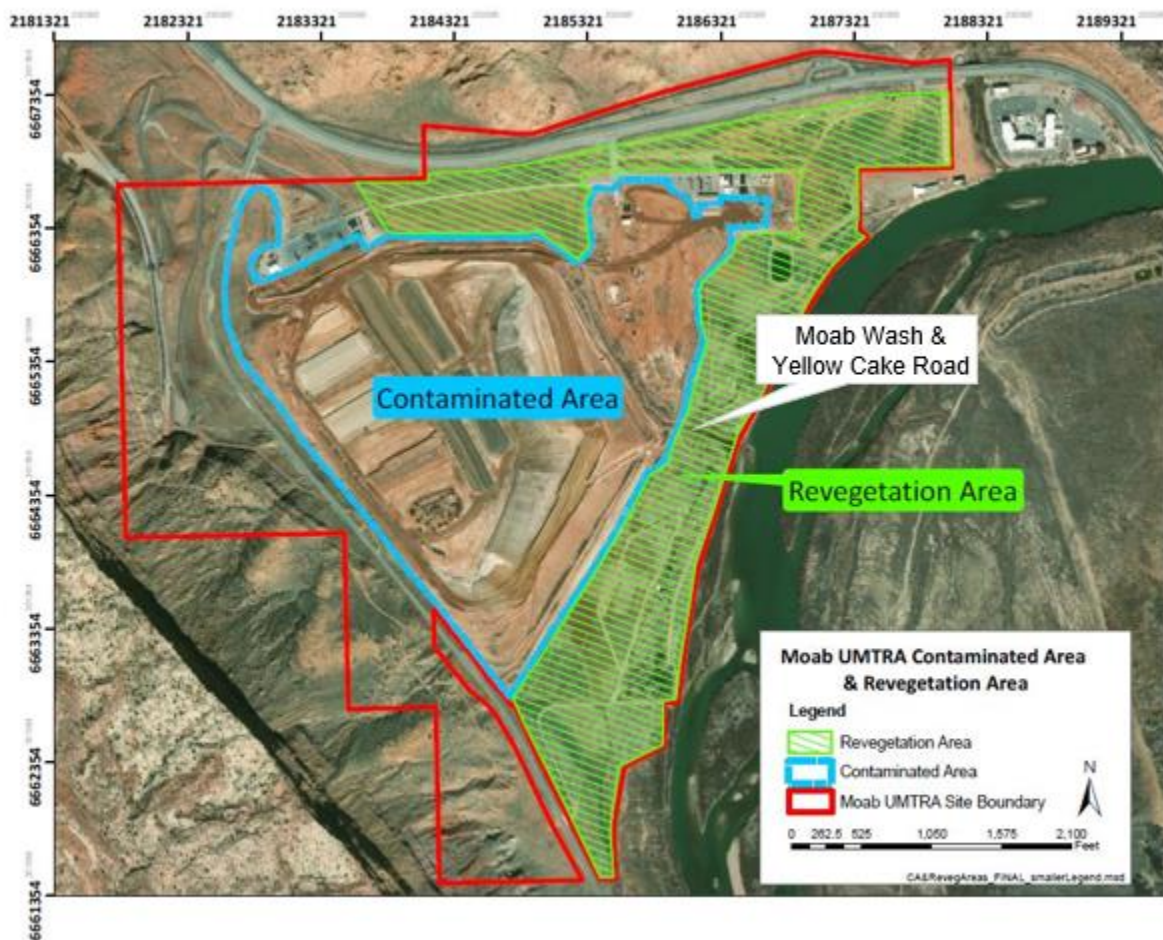 2181321 2182321 2183321 2184321 2185321 2186321 2187321 2188321 2189321
6667354
6666354
6665354
6664354
6663354
6662354
6661354
Moab Wash &
Yellow Cake Road
Contaminated Area
Revegetation Area
Moab UMTRA Contaminated Area
& Revegetation Area
Legend
Revegetation Area
Contaminated Area
Moab UMTRA Site Boundary
N
0 262.5 525 1,050 1,575 2,100
Feet
CA&RevegAreas_FINAL_smallerLegend.mxd